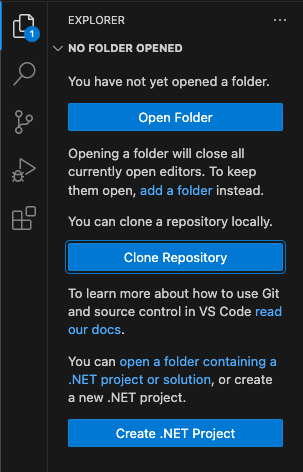 EXPLORER
1
NO FOLDER OPENED
You have not yet opened a folder.
Open Folder
Opening a folder will close all
currently open editors. To keep
them open, add a folder instead.
You can clone a repository locally.
Clone Repository
To learn more about how to use Git
and source control in VS Code read
our docs.
You can open a folder containing a
.NET project or solution, or create
a new .NET project.
Create .NET Project